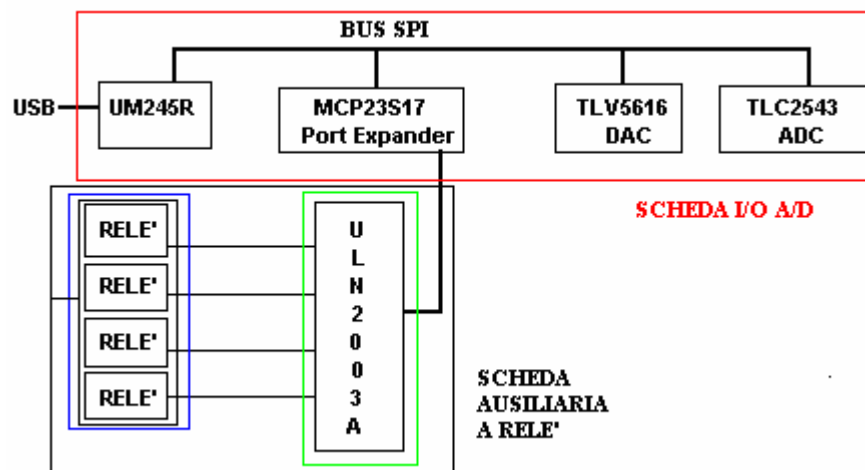 BUS SPI
USB
UM245R
MCP23S17
Port Expander
TLV5616
DAC
TLC2543
ADC
SCHEDA I/O A/D
RELE'
RELE'
RELE'
RELE'
U
L
N
2
0
0
3
A
SCHEDA
AUSILIARIA
A RELE'